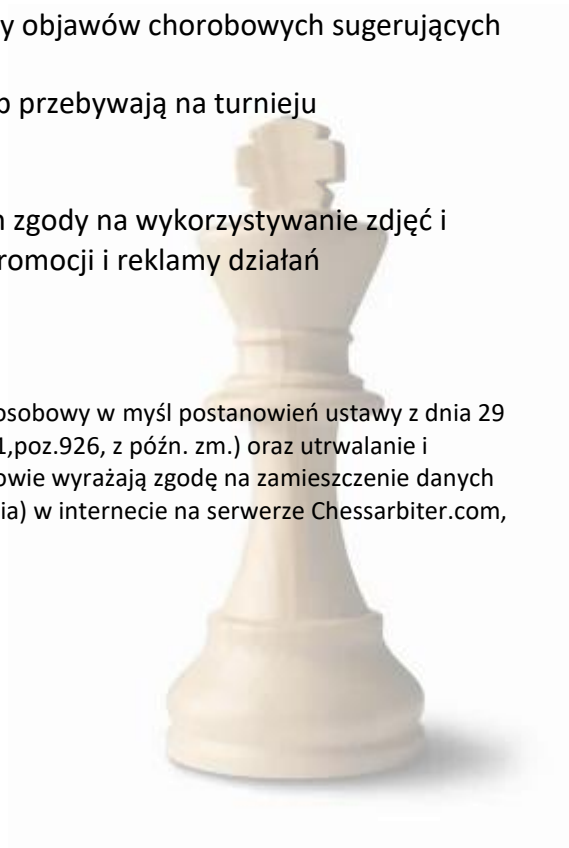 y objawów chorobowych sugerujących
przebywają na turnieju
zgody na wykorzystywanie zdjęć i
romocji i reklamy działań
osobowy w myśl postanowień ustawy z dnia 29
1,poz.926, z późn. zm.) oraz utrwalanie i
owie wyrażają zgodę na zamieszczenie danych
ia) w internecie na serwerze Chessarbiter.com,